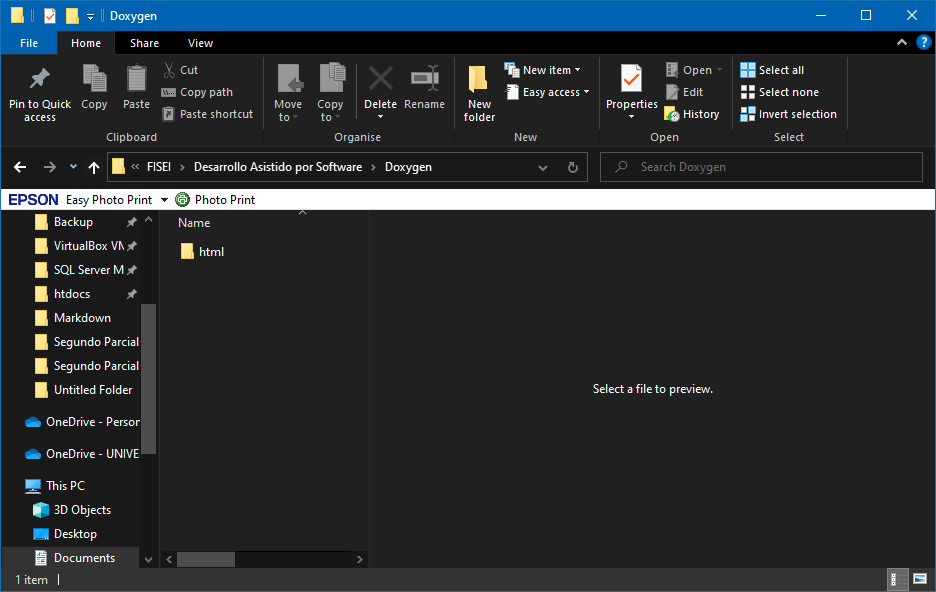 Doxygen
File Home Share View
Pin to Quick access
Copy
Paste
Cut
Copy path
Paste shortcut
Clipboard
Move to
Copy to
Delete
Rename
Organise
New folder
New item
Easy access
New
Properties
Open
Edit
History
Open
Select all
Select none
Invert selection
Select
« FISEI › Desarrollo Asistido por Software › Doxygen
Search Doxygen
EPSON Easy Photo Print Photo Print
Backup
VirtualBox VM
SQL Server M
htdocs
Markdown
Segundo Parcial
Segundo Parcial
Untitled Folder
OneDrive - Person
OneDrive - UNIVE
This PC
3D Objects
Desktop
Documents
Name
html
Select a file to preview.
1 item